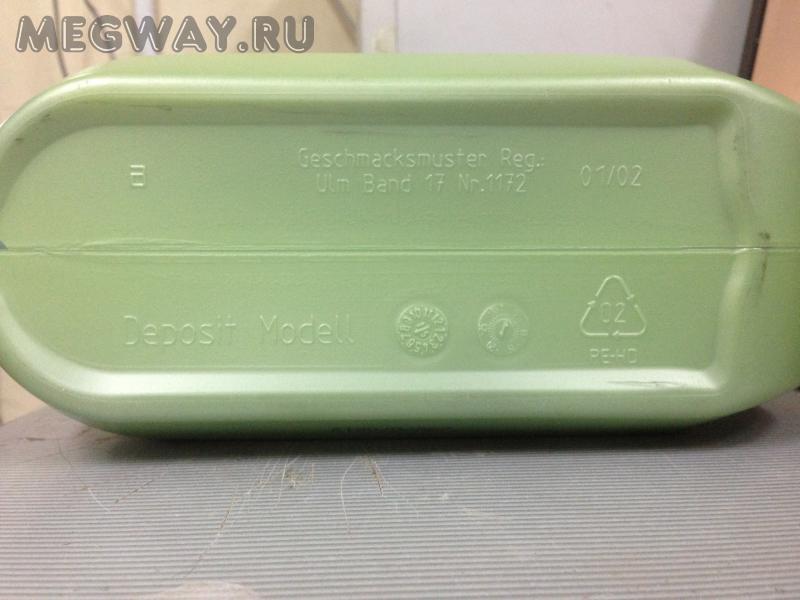 MEGWAY.RU
Geschmacksmuster Reg.:
Ulm Band 17 Nr.1172
01/02
B
Deposit Modell
02
PE-HD